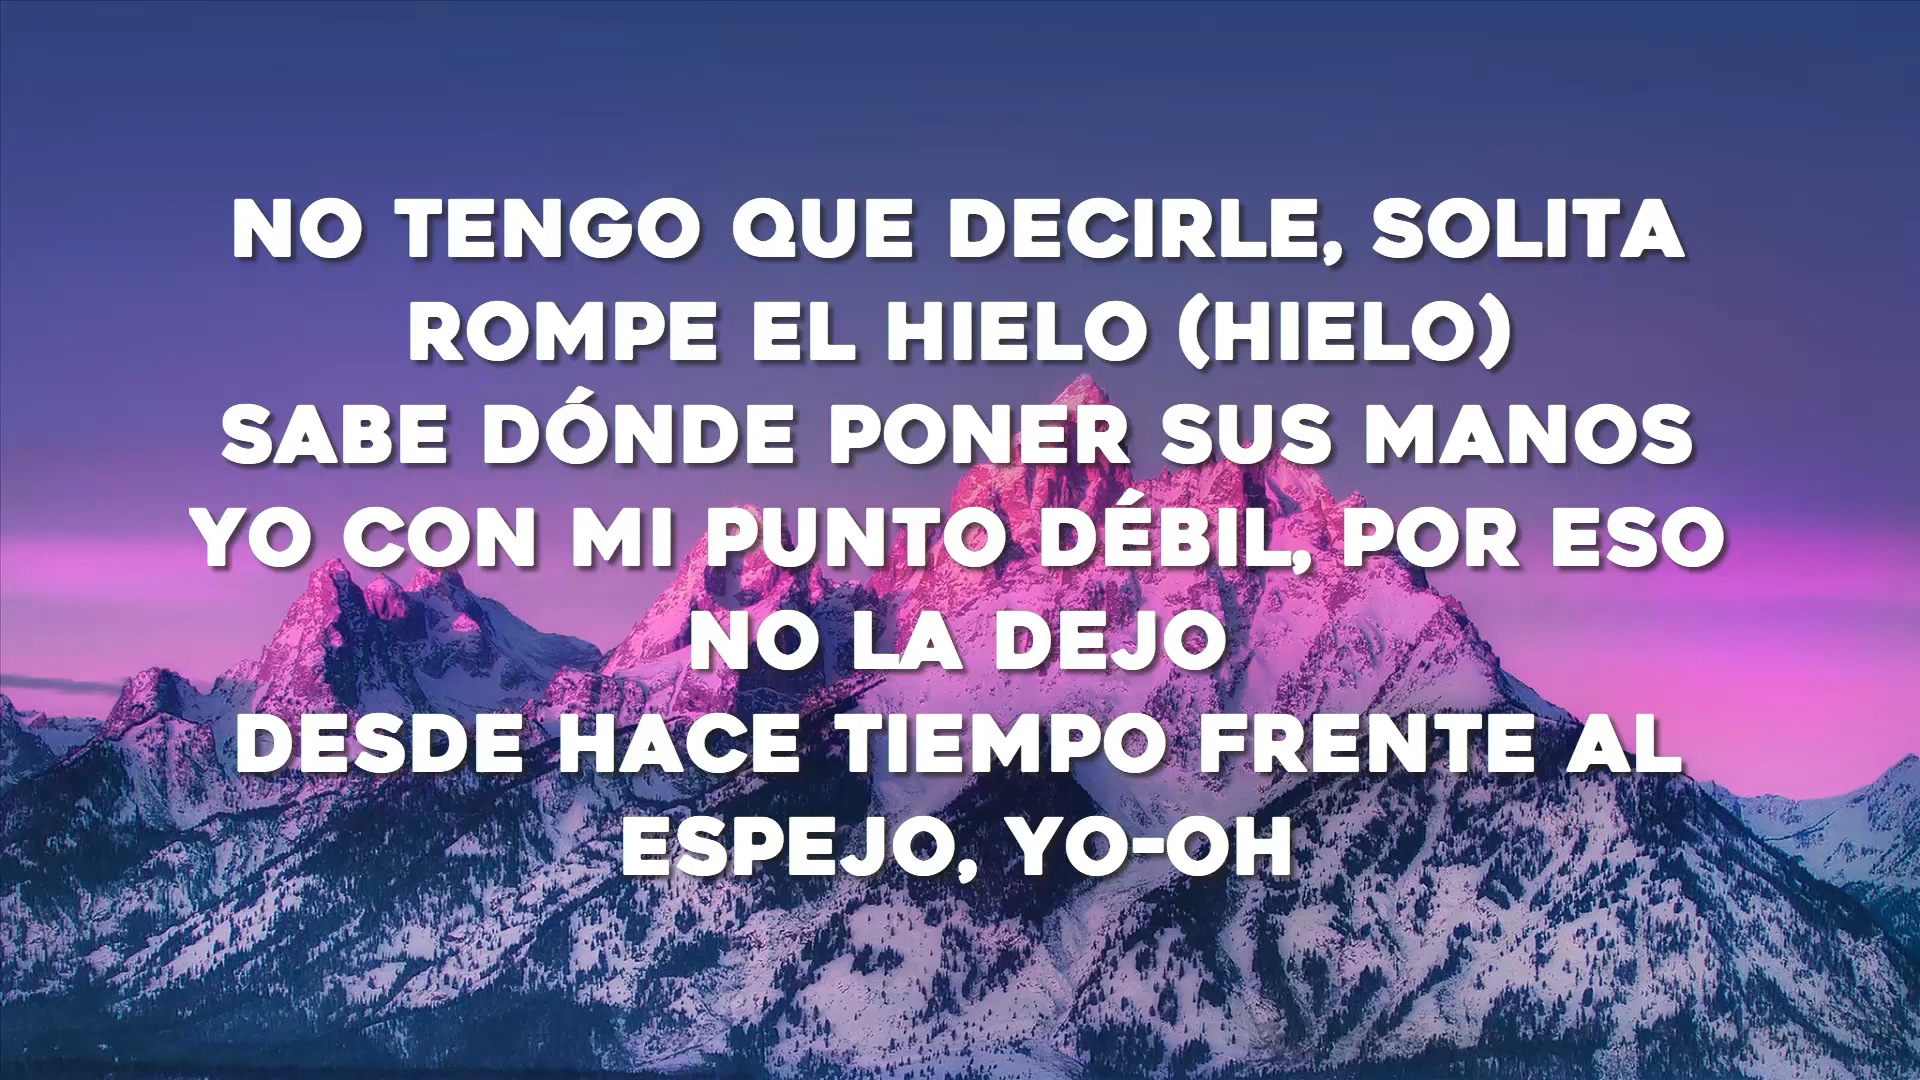 NO TENGO QUE DECIRLE, SOLITA
ROMPE EL HIELO (HIELO)
SABE DÓNDE PONER SUS MANOS
YO CON MI PUNTO DÉBIL, POR ESO
NO LA DEJO
DESDE HACE TIEMPO FRENTE AL
ESPEJO, YO-OH